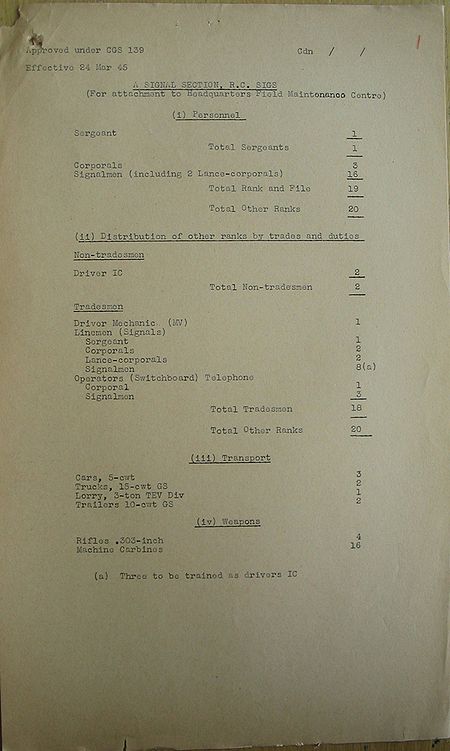 Approved under CGS 139 Cdn / /
Effective 24 Mar 45
A SIGNAL SECTION, R.C. SIGS
(For attachment to Headquarters Field Maintenance Centre)
(i) Personnel
Sergeant 1
Total Sergeants 1
Corporals 3
Signalmen (including 2 Lance-corporals) 16
Total Rank and File 19
Total Other Ranks 20
(ii) Distribution of other ranks by trades and duties
Non-tradesmen
Driver IC 2
Total Non-tradesmen 2
Tradesmen
Driver Mechanic (MV) 1
Linemen (Signals)
Sergeant 1
Corporals 2
Lance-corporals 2
Signalmen 8(a)
Operators (Switchboard) Telephone
Corporal 1
Signalmen 3
Total Tradesmen 18
Total Other Ranks 20
(iii) Transport
Cars, 5-cwt 3
Trucks, 15-cwt GS 2
Lorry, 3-ton TEV Div 1
Trailers 10-cwt GS 2
(iv) Weapons
Rifles .303-inch 4
Machine Carbines 16
(a) Three to be trained as drivers IC